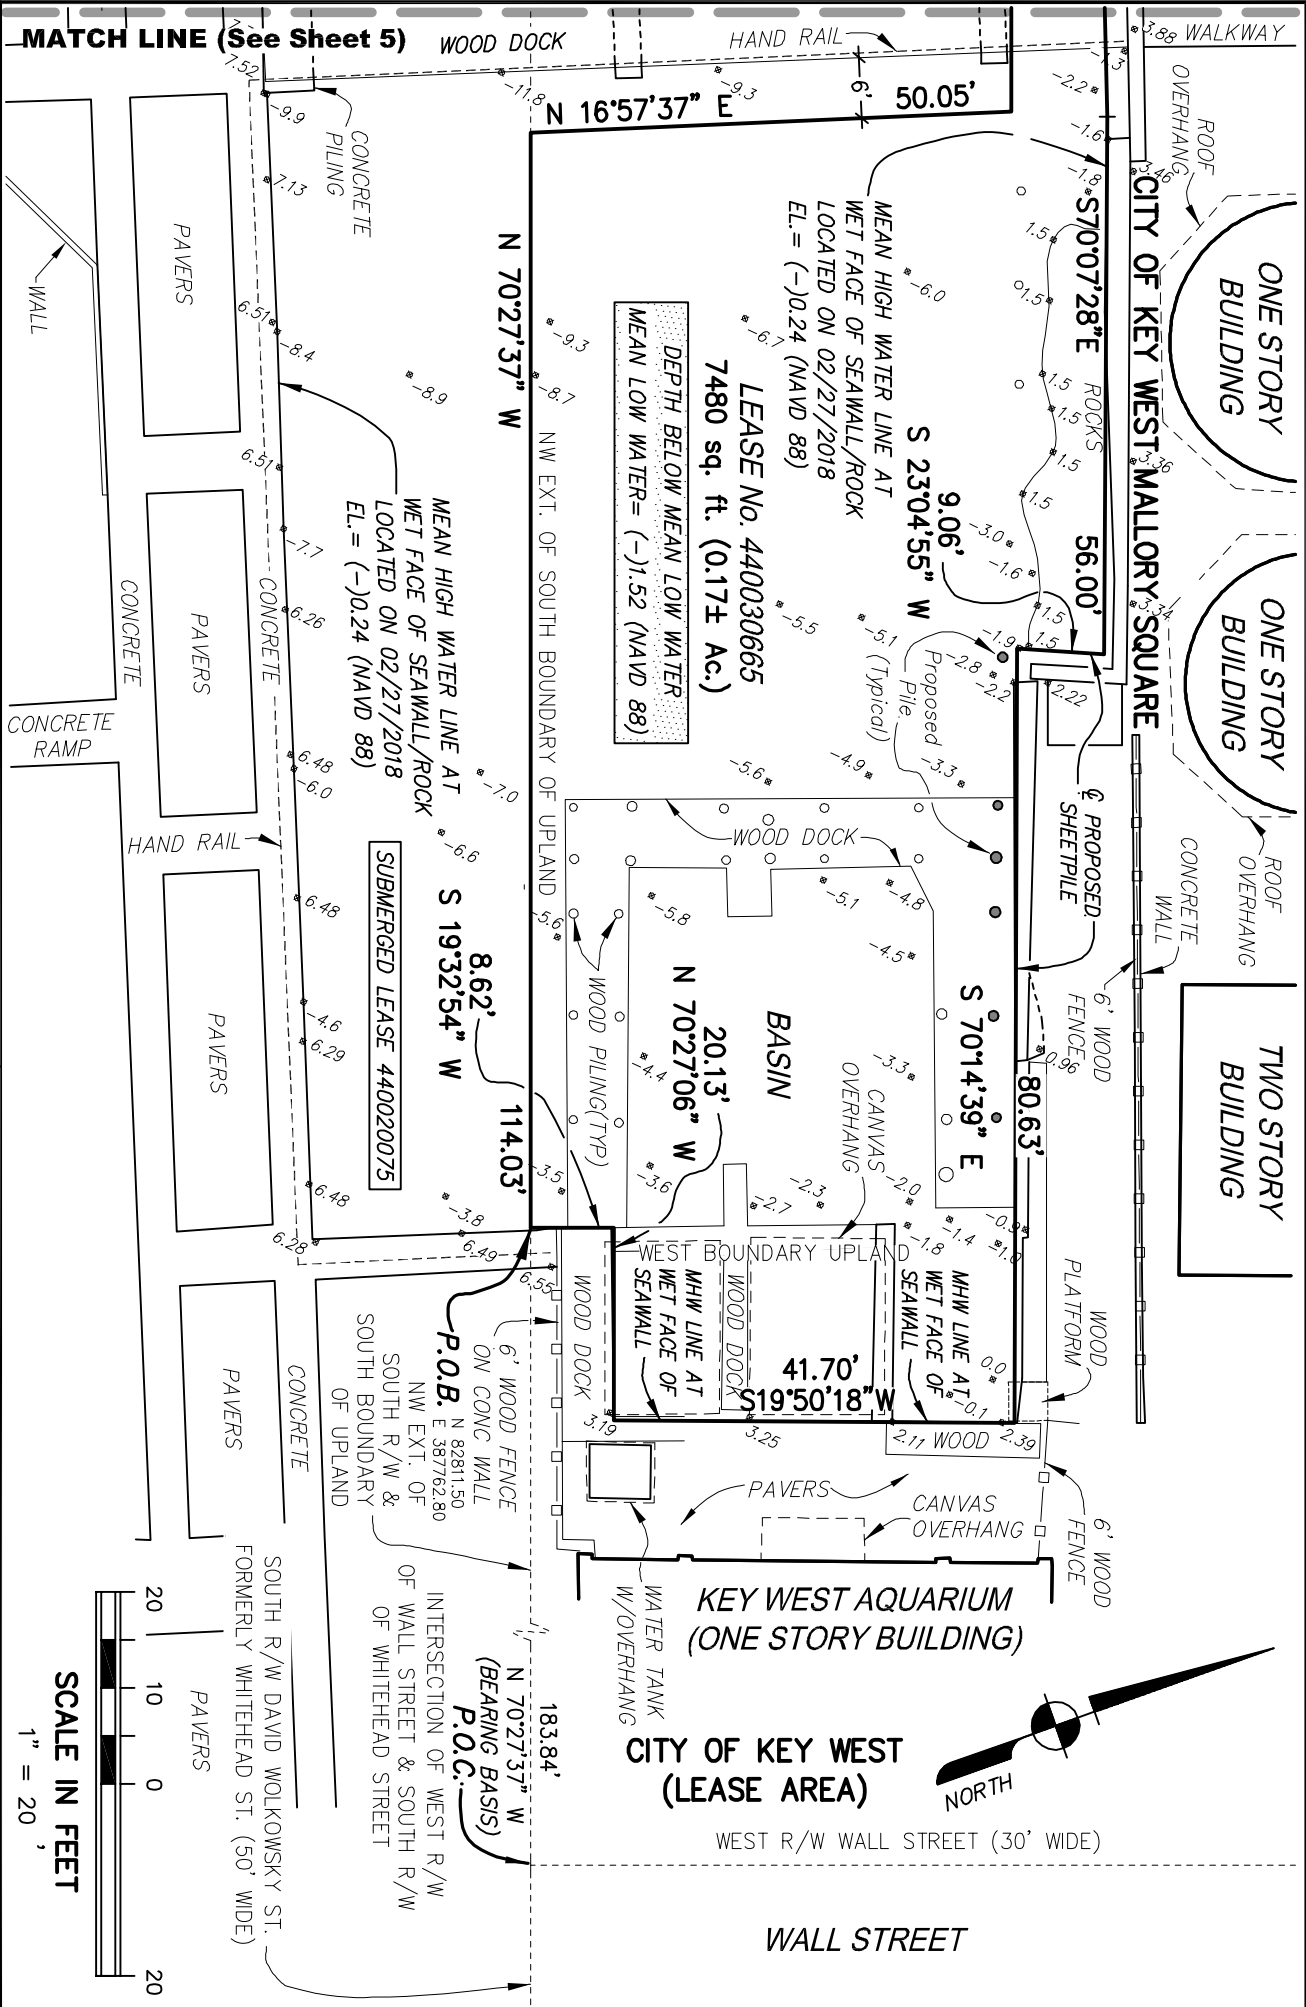 MATCH LINE (See Sheet 5)
WOOD DOCK
HAND RAIL
3.88
WALKWAY
7.52
-9.9
-11.8
-9.3
-1.3
-2.2
-1.6
6'
50.05'
N 16°57'37" E
ROOF
OVERHANG
CONCRETE
PILING
7.13
-1.8
3.46
S70°07'28"E
56.00'
CITY OF KEY WEST MALLORY SQUARE
ONE STORY
BUILDING
ONE STORY
BUILDING
TWO STORY
BUILDING
ROCKS
1.5
1.5
1.5
1.5
1.5
1.5
1.5
1.5
3.36
3.34
MEAN HIGH WATER LINE AT
WET FACE OF SEAWALL/ROCK
LOCATED ON 02/27/2018
EL.= (-)0.24 (NAVD 88)
-6.0
-6.7
-9.3
-8.7
-8.9
-8.4
6.51
6.51
PAVERS
WALL
N 70°27'37" W
NW EXT. OF SOUTH BOUNDARY OF UPLAND
LEASE No. 440030665
7480 sq. ft. (0.17± Ac.)
DEPTH BELOW MEAN LOW WATER
MEAN LOW WATER= (-)1.52 (NAVD 88)
9.06'
S 23°04'55" W
-3.0
-1.6
-1.9
-2.8
-2.2
2.22
-5.5
-5.1
Proposed
Pile
(Typical)
-3.3
-4.9
-5.6
℄ PROPOSED
SHEETPILE
ROOF
OVERHANG
CONCRETE
WALL
6' WOOD
FENCE
MEAN HIGH WATER LINE AT
WET FACE OF SEAWALL/ROCK
LOCATED ON 02/27/2018
EL.= (-)0.24 (NAVD 88)
-7.7
6.26
6.48
-6.0
-7.0
-6.6
CONCRETE
CONCRETE
PAVERS
CONCRETE
RAMP
HAND RAIL
WOOD DOCK
-5.1
-4.8
-5.8
-4.5
-5.6
SUBMERGED LEASE 440020075
6.48
8.62'
S 19°32'54" W
WOOD PILING(TYP)
20.13'
N 70°27'06" W
BASIN
S 70°14'39" E
80.63'
0.96
-3.3
-4.4
CANVAS
OVERHANG
-4.6
6.29
PAVERS
114.03'
-3.5
-3.6
-2.7
-2.3
-2.0
-1.8
-1.4
-0.9
-1.0
6.48
-3.8
6.28
6.49
6.55
WEST BOUNDARY UPLAND
WOOD DOCK
MHW LINE AT
WET FACE OF
SEAWALL
WOOD DOCK
MHW LINE AT
WET FACE OF
SEAWALL
WOOD
PLATFORM
0.0
-0.1
41.70'
S19°50'18"W
3.19
3.25
2.11
WOOD
2.39
P.O.B.
N 82811.50
E 387762.80
6' WOOD FENCE
ON CONC WALL
NW EXT. OF
SOUTH R/W &
SOUTH BOUNDARY
OF UPLAND
CONCRETE
PAVERS
PAVERS
CANVAS
OVERHANG
6' WOOD
FENCE
WATER TANK
W/OVERHANG
KEY WEST AQUARIUM
(ONE STORY BUILDING)
183.84'
N 70°27'37" W
(BEARING BASIS)
P.O.C.
INTERSECTION OF WEST R/W
OF WALL STREET & SOUTH R/W
OF WHITEHEAD STREET
CITY OF KEY WEST
(LEASE AREA)
NORTH
WEST R/W WALL STREET (30' WIDE)
WALL STREET
SOUTH R/W DAVID WOLKOWSKY ST.
FORMERLY WHITEHEAD ST. (50' WIDE)
PAVERS
20 10 0 20
SCALE IN FEET
1" = 20 '